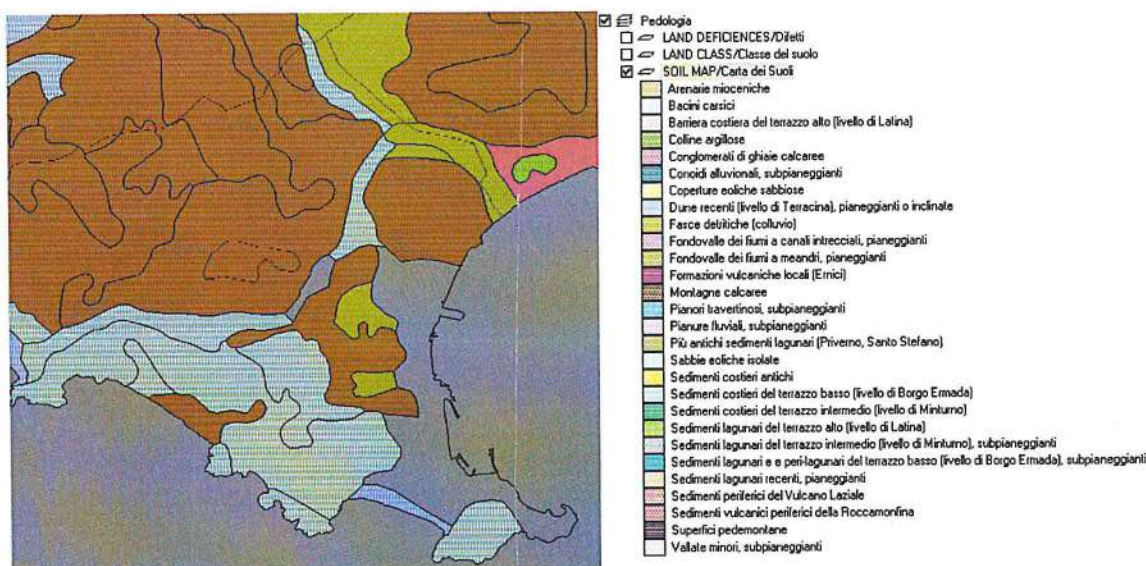 Pedologia
LAND DEFICIENCES/Difetti
LAND CLASS/Classe del suolo
SOIL MAP/Carta dei Suoli
Arenarie mioceniche
Bacini carsici
Barriera costiera del terrazzo alto (livello di Latina)
Colline argillose
Conglomerati di ghiaie calcaree
Conoidi alluvionali, subpianeggianti
Coperture eoliche sabbiose
Dune recenti (livello di Terracina), pianeggianti o inclinate
Fasce detritiche (colluvio)
Fondovalle dei fiumi a canali intrecciati, pianeggianti
Fondovalle dei fiumi a meandri, pianeggianti
Formazioni vulcaniche locali (Ernici)
Montagne calcaree
Pianori travertinosi, subpianeggianti
Pianure fluviali, subpianeggianti
Più antichi sedimenti lagunari (Priverno, Santo Stefano)
Sabbie eoliche isolate
Sedimenti costieri antichi
Sedimenti costieri del terrazzo basso (livello di Borgo Ermada)
Sedimenti costieri del terrazzo intermedio (livello di Minturno)
Sedimenti lagunari del terrazzo alto (livello di Latina)
Sedimenti lagunari del terrazzo intermedio (livello di Minturno), subpianeggianti
Sedimenti lagunari e e peri-lagunari del terrazzo basso (livello di Borgo Ermada), subpianeggianti
Sedimenti lagunari recenti, pianeggianti
Sedimenti periferici del Vulcano Laziale
Sedimenti vulcanici periferici della Roccamonfina
Superfici pedemontane
Vallate minori, subpianeggianti